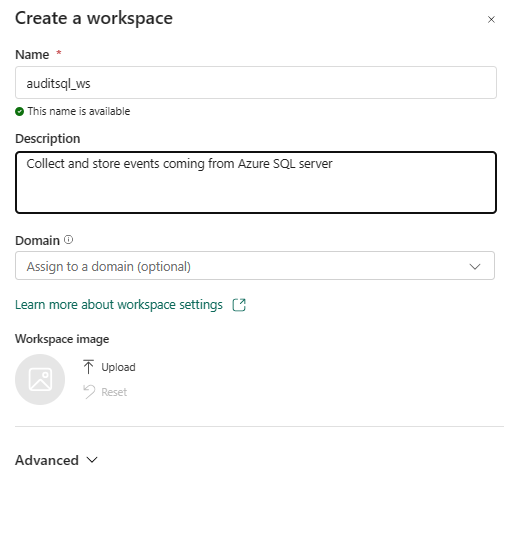 Create a workspace
Name *
auditsql_ws
This name is available
Description
Collect and store events coming from Azure SQL server
Domain
Assign to a domain (optional)
Learn more about workspace settings
Workspace image
Upload
Reset
Advanced